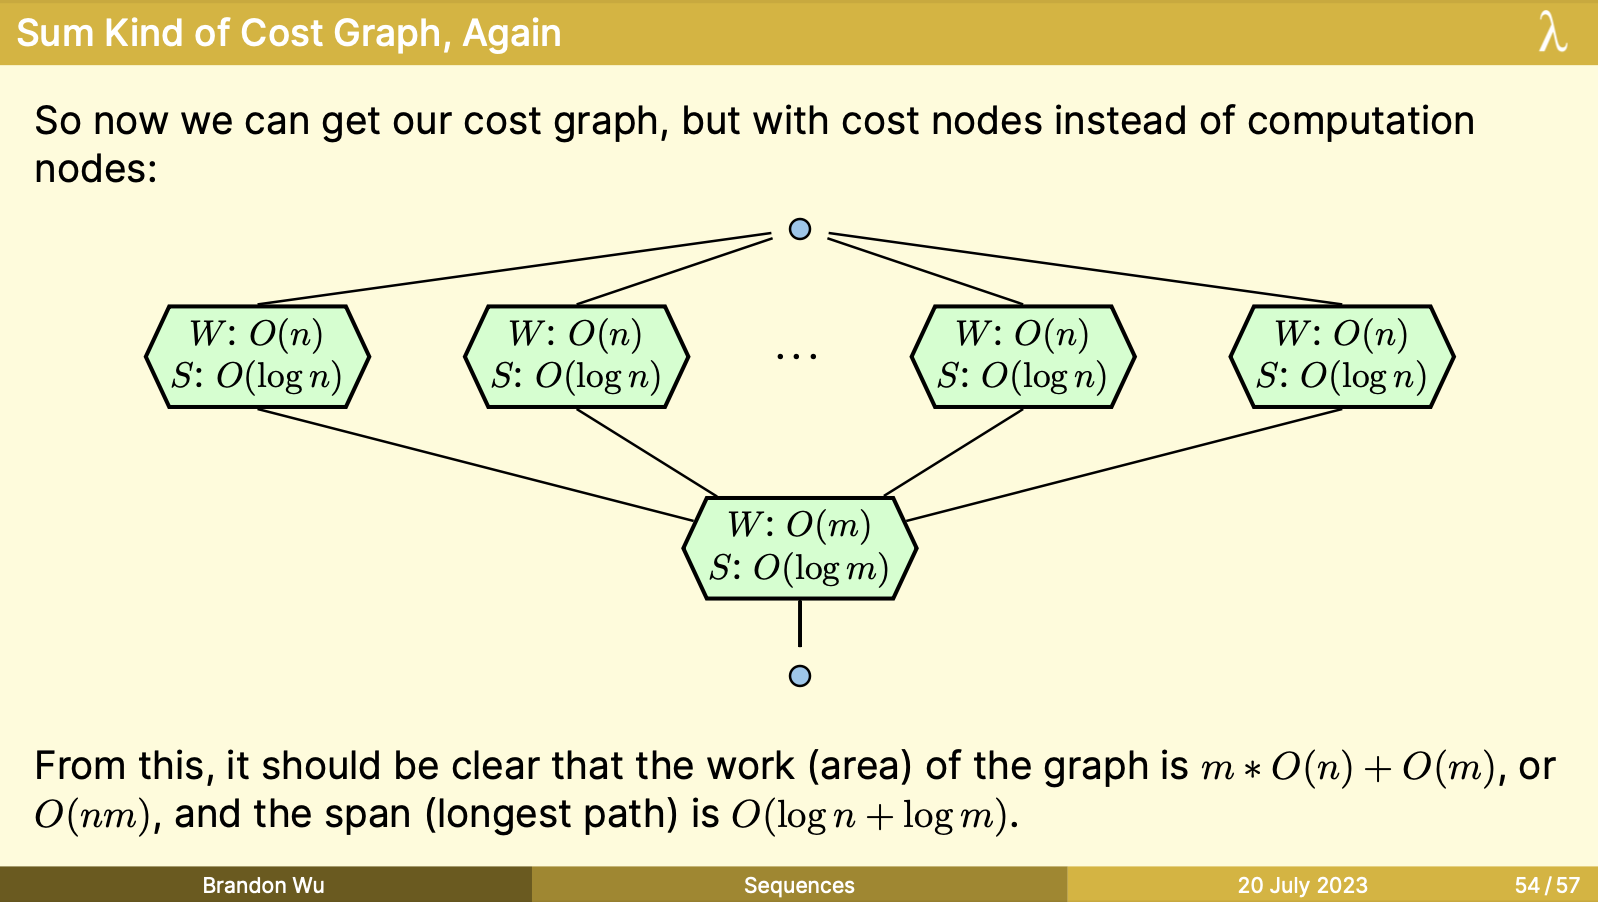 Sum Kind of Cost Graph, Again
λ
So now we can get our cost graph, but with cost nodes instead of computation
nodes:
W: O(n)
S: O(log n)
W: O(n)
S: O(log n)
...
W: O(n)
S: O(log n)
W: O(n)
S: O(log n)
W: O(m)
S: O(log m)
From this, it should be clear that the work (area) of the graph is m ∗ O(n) + O(m), or
O(nm), and the span (longest path) is O(log n + log m).
Brandon Wu
Sequences
20 July 2023
54 / 57